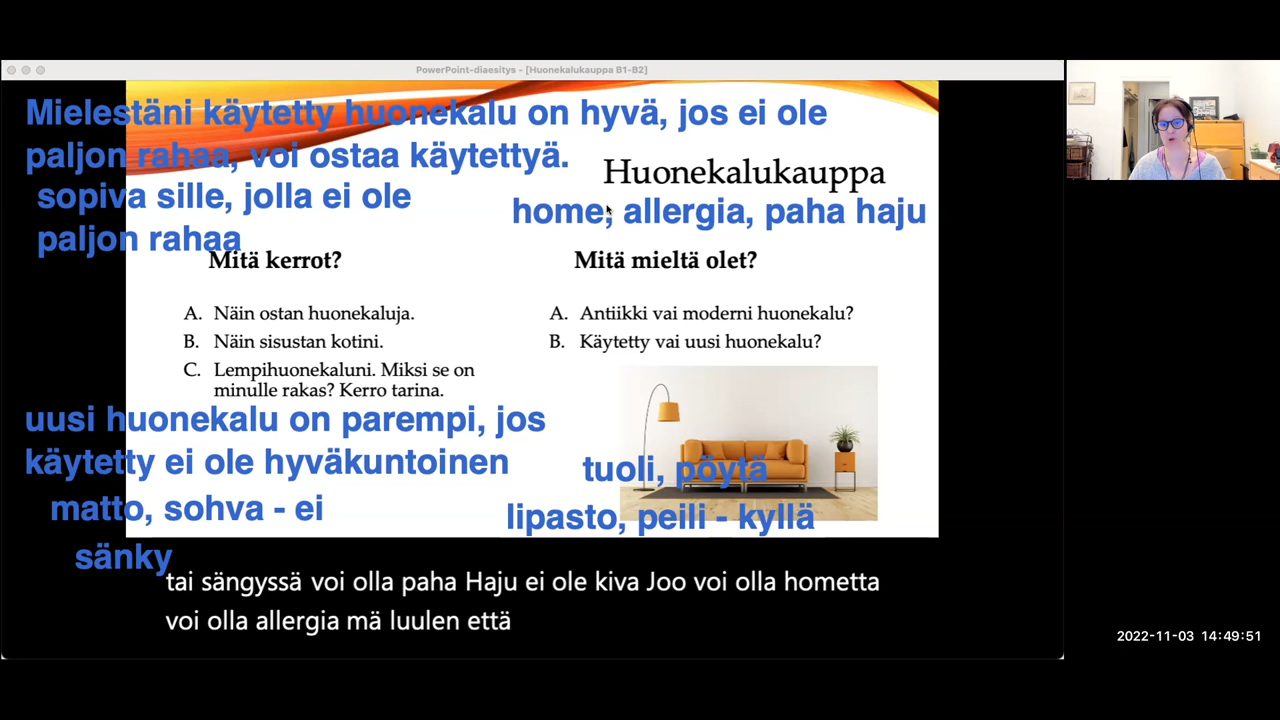 PowerPoint-diaesitys - [Huonekalukauppa B1-B2]
Mielestäni käytetty huonekalu on hyvä, jos ei ole
paljon rahaa, voi ostaa käytettyä.
sopiva sille, jolla ei ole
paljon rahaa
Huonekalukauppa
home, allergia, paha haju
Mitä kerrot?
A. Näin ostan huonekaluja.
B. Näin sisustan kotini.
C. Lempihuonekaluni. Miksi se on
minulle rakas? Kerro tarina.
Mitä mieltä olet?
A. Antiikki vai moderni huonekalu?
B. Käytetty vai uusi huonekalu?
uusi huonekalu on parempi, jos
käytetty ei ole hyväkuntoinen
matto, sohva - ei
sänky
tuoli, pöytä
lipasto, peili - kyllä
tai sängyssä voi olla paha Haju ei ole kiva Joo voi olla hometta
voi olla allergia mä luulen että
2022-11-03 14:49:51